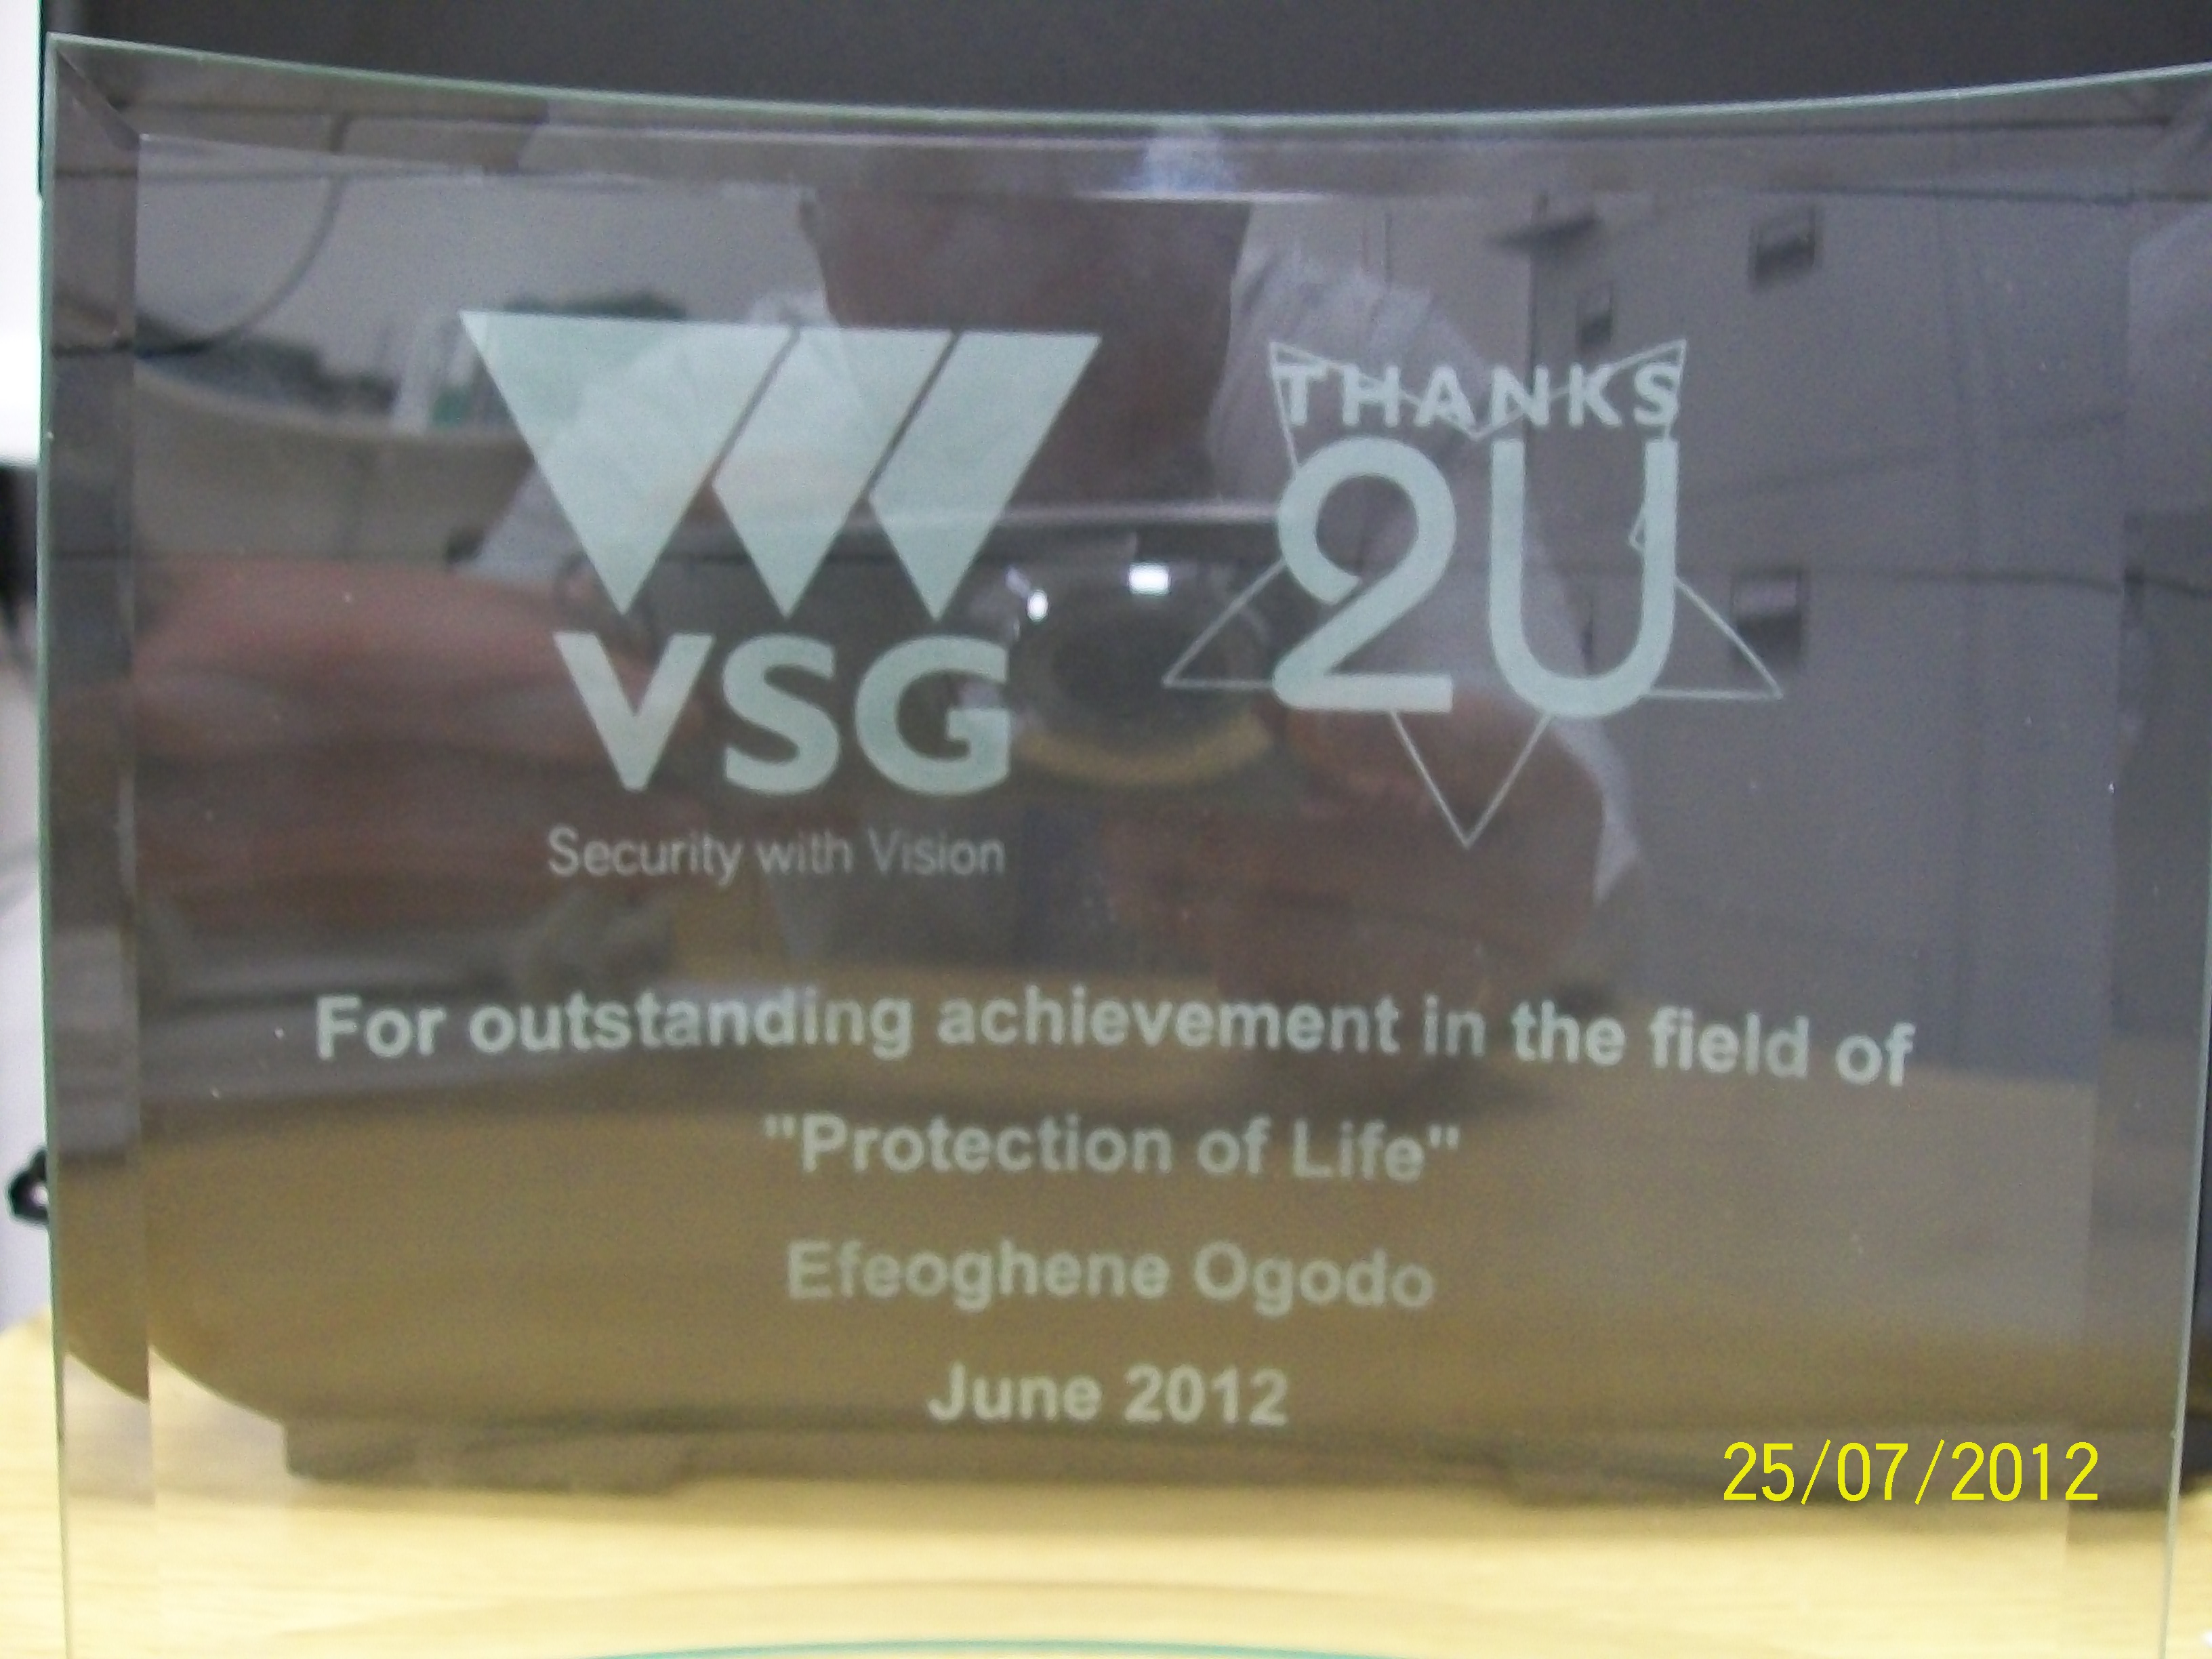 THANKS
2U
VSG
Security with Vision
For outstanding achievement in the field of
"Protection of Life"
Efeoghene Ogodo
June 2012
25/07/2012